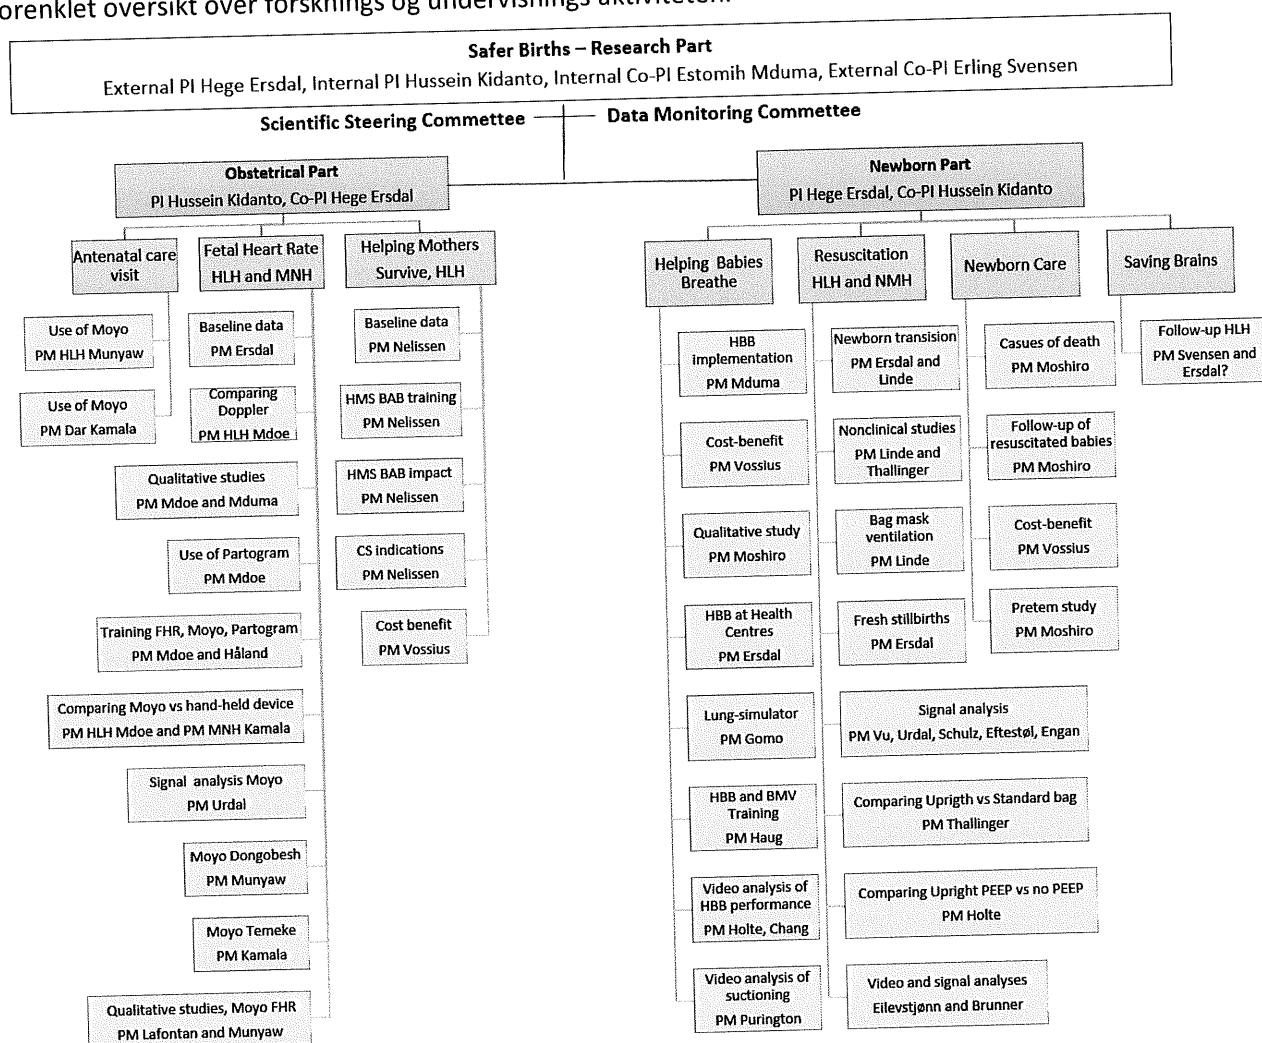 orenklet oversikt over forsknings og undervisnings aktiviteten.
Safer Births – Research Part
External PI Hege Ersdal, Internal PI Hussein Kidanto, Internal Co-PI Estomih Mduma, External Co-PI Erling Svensen
Scientific Steering Committee
Data Monitoring Committee
Obstetrical Part
PI Hussein Kidanto, Co-PI Hege Ersdal
Antenatal care
visit
Use of Moyo
PM HLH Munyaw
Use of Moyo
PM Dar Kamala
Fetal Heart Rate
HLH and MNH
Baseline data
PM Ersdal
Comparing
Doppler
PM HLH Mdoe
Qualitative studies
PM Mdoe and Mduma
Use of Partogram
PM Mdoe
Training FHR, Moyo, Partogram
PM Mdoe and Håland
Comparing Moyo vs hand-held device
PM HLH Mdoe and PM MNH Kamala
Signal analysis Moyo
PM Urdal
Moyo Dongobesh
PM Munyaw
Moyo Temeke
PM Kamala
Qualitative studies, Moyo FHR
PM Lafontan and Munyaw
Helping Mothers
Survive, HLH
Baseline data
PM Nelissen
HMS BAB training
PM Nelissen
HMS BAB impact
PM Nelissen
CS indications
PM Nelissen
Cost benefit
PM Vossius
Newborn Part
PI Hege Ersdal, Co-PI Hussein Kidanto
Helping Babies
Breathe
HBB
implementation
PM Mduma
Cost-benefit
PM Vossius
Qualitative study
PM Moshiro
HBB at Health
Centres
PM Ersdal
Lung-simulator
PM Gomo
HBB and BMV
Training
PM Haug
Video analysis of
HBB performance
PM Holte, Chang
Video analysis of
suctioning
PM Purington
Resuscitation
HLH and NMH
Newborn transision
PM Ersdal and
Linde
Nonclinical studies
PM Linde and
Thallinger
Bag mask
ventilation
PM Linde
Fresh stillbirths
PM Ersdal
Signal analysis
PM Vu, Urdal, Schulz, Eftestøl, Engan
Comparing Uprigth vs Standard bag
PM Thallinger
Comparing Upright PEEP vs no PEEP
PM Holte
Video and signal analyses
Eilevstjønn and Brunner
Newborn Care
Casues of death
PM Moshiro
Follow-up of
resuscitated babies
PM Moshiro
Cost-benefit
PM Vossius
Pretem study
PM Moshiro
Saving Brains
Follow-up HLH
PM Svensen and
Ersdal?